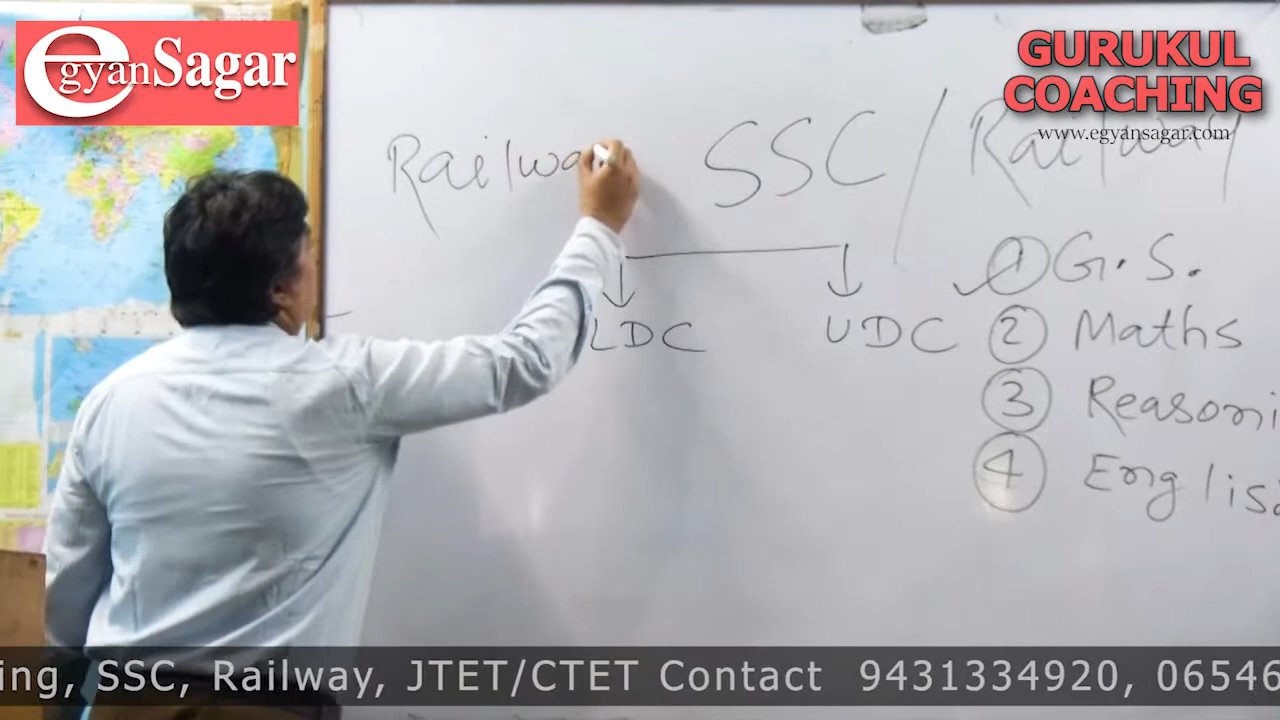 egyanSagar
GURUKUL
COACHING
www.egyansagar.com
Railwa SSC / Railway
LDC UDC
① G.S.
② Maths
③ Reasoni
④ Englis
ing, SSC, Railway, JTET/CTET Contact 9431334920, 06546